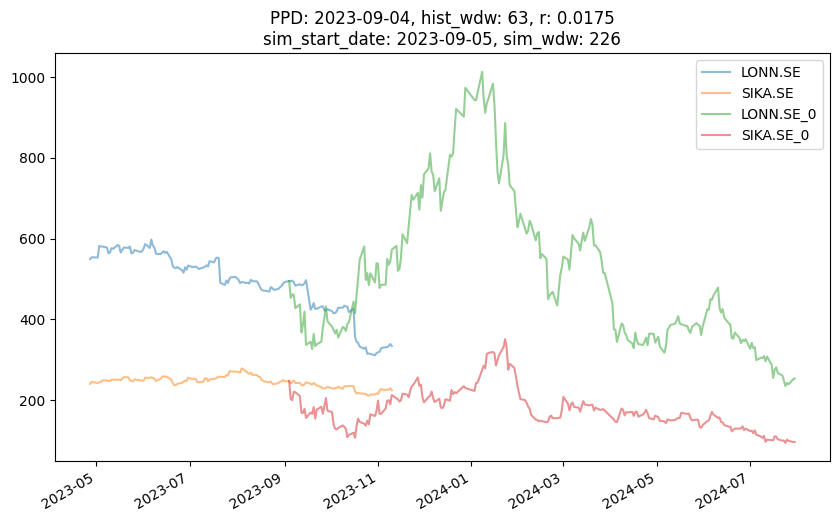 PPD: 2023-09-04, hist_wdw: 63, r: 0.0175
sim_start_date: 2023-09-05, sim_wdw: 226
LONN.SE
SIKA.SE
LONN.SE_0
SIKA.SE_0
1000
800
600
400
200
2023-05
2023-07
2023-09
2023-11
2024-01
2024-03
2024-05
2024-07